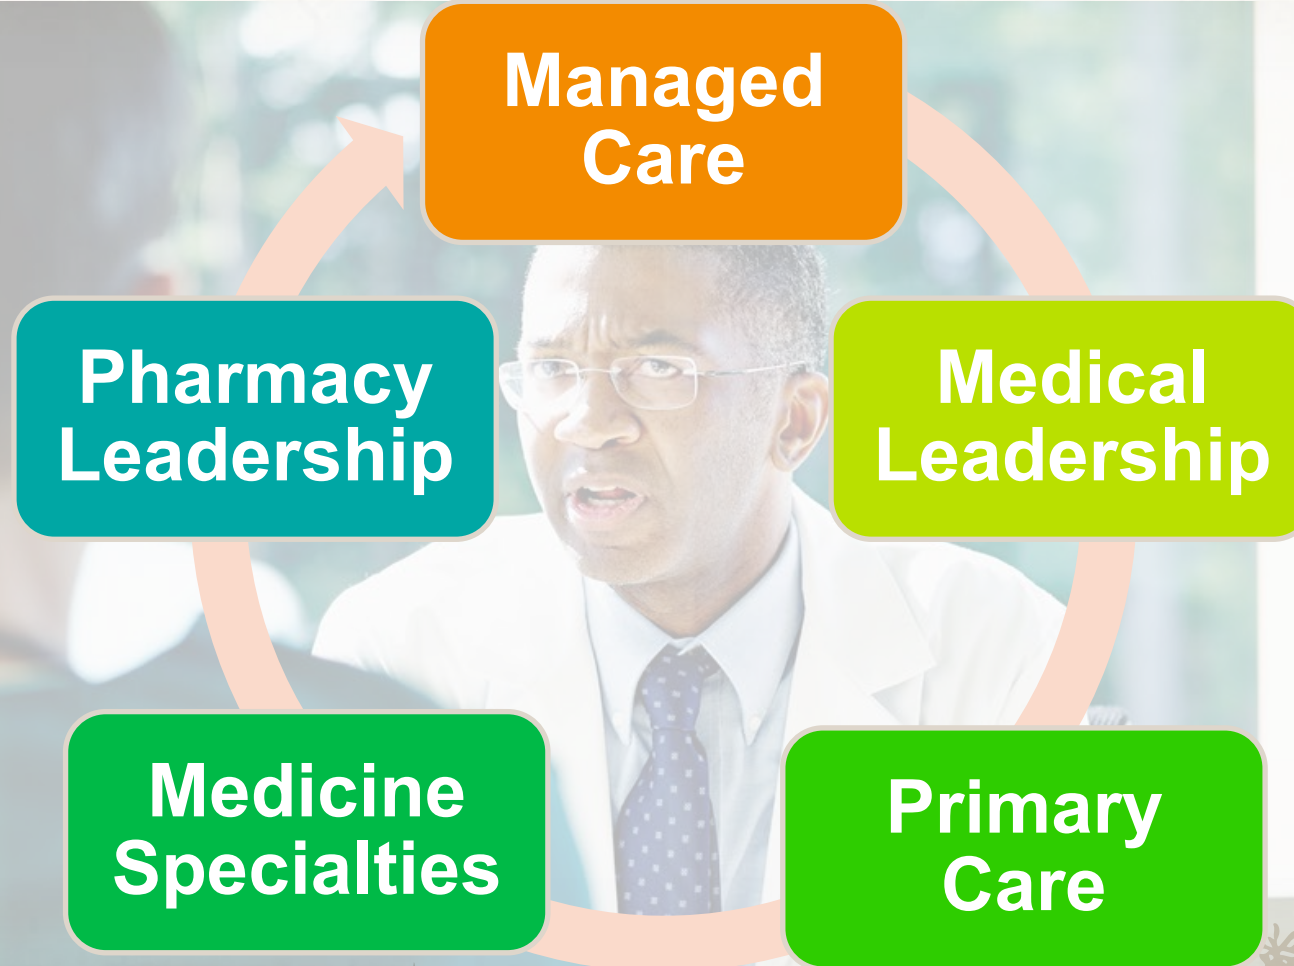 Managed
Care
Pharmacy
Leadership
Medical
Leadership
Medicine
Specialties
Primary
Care